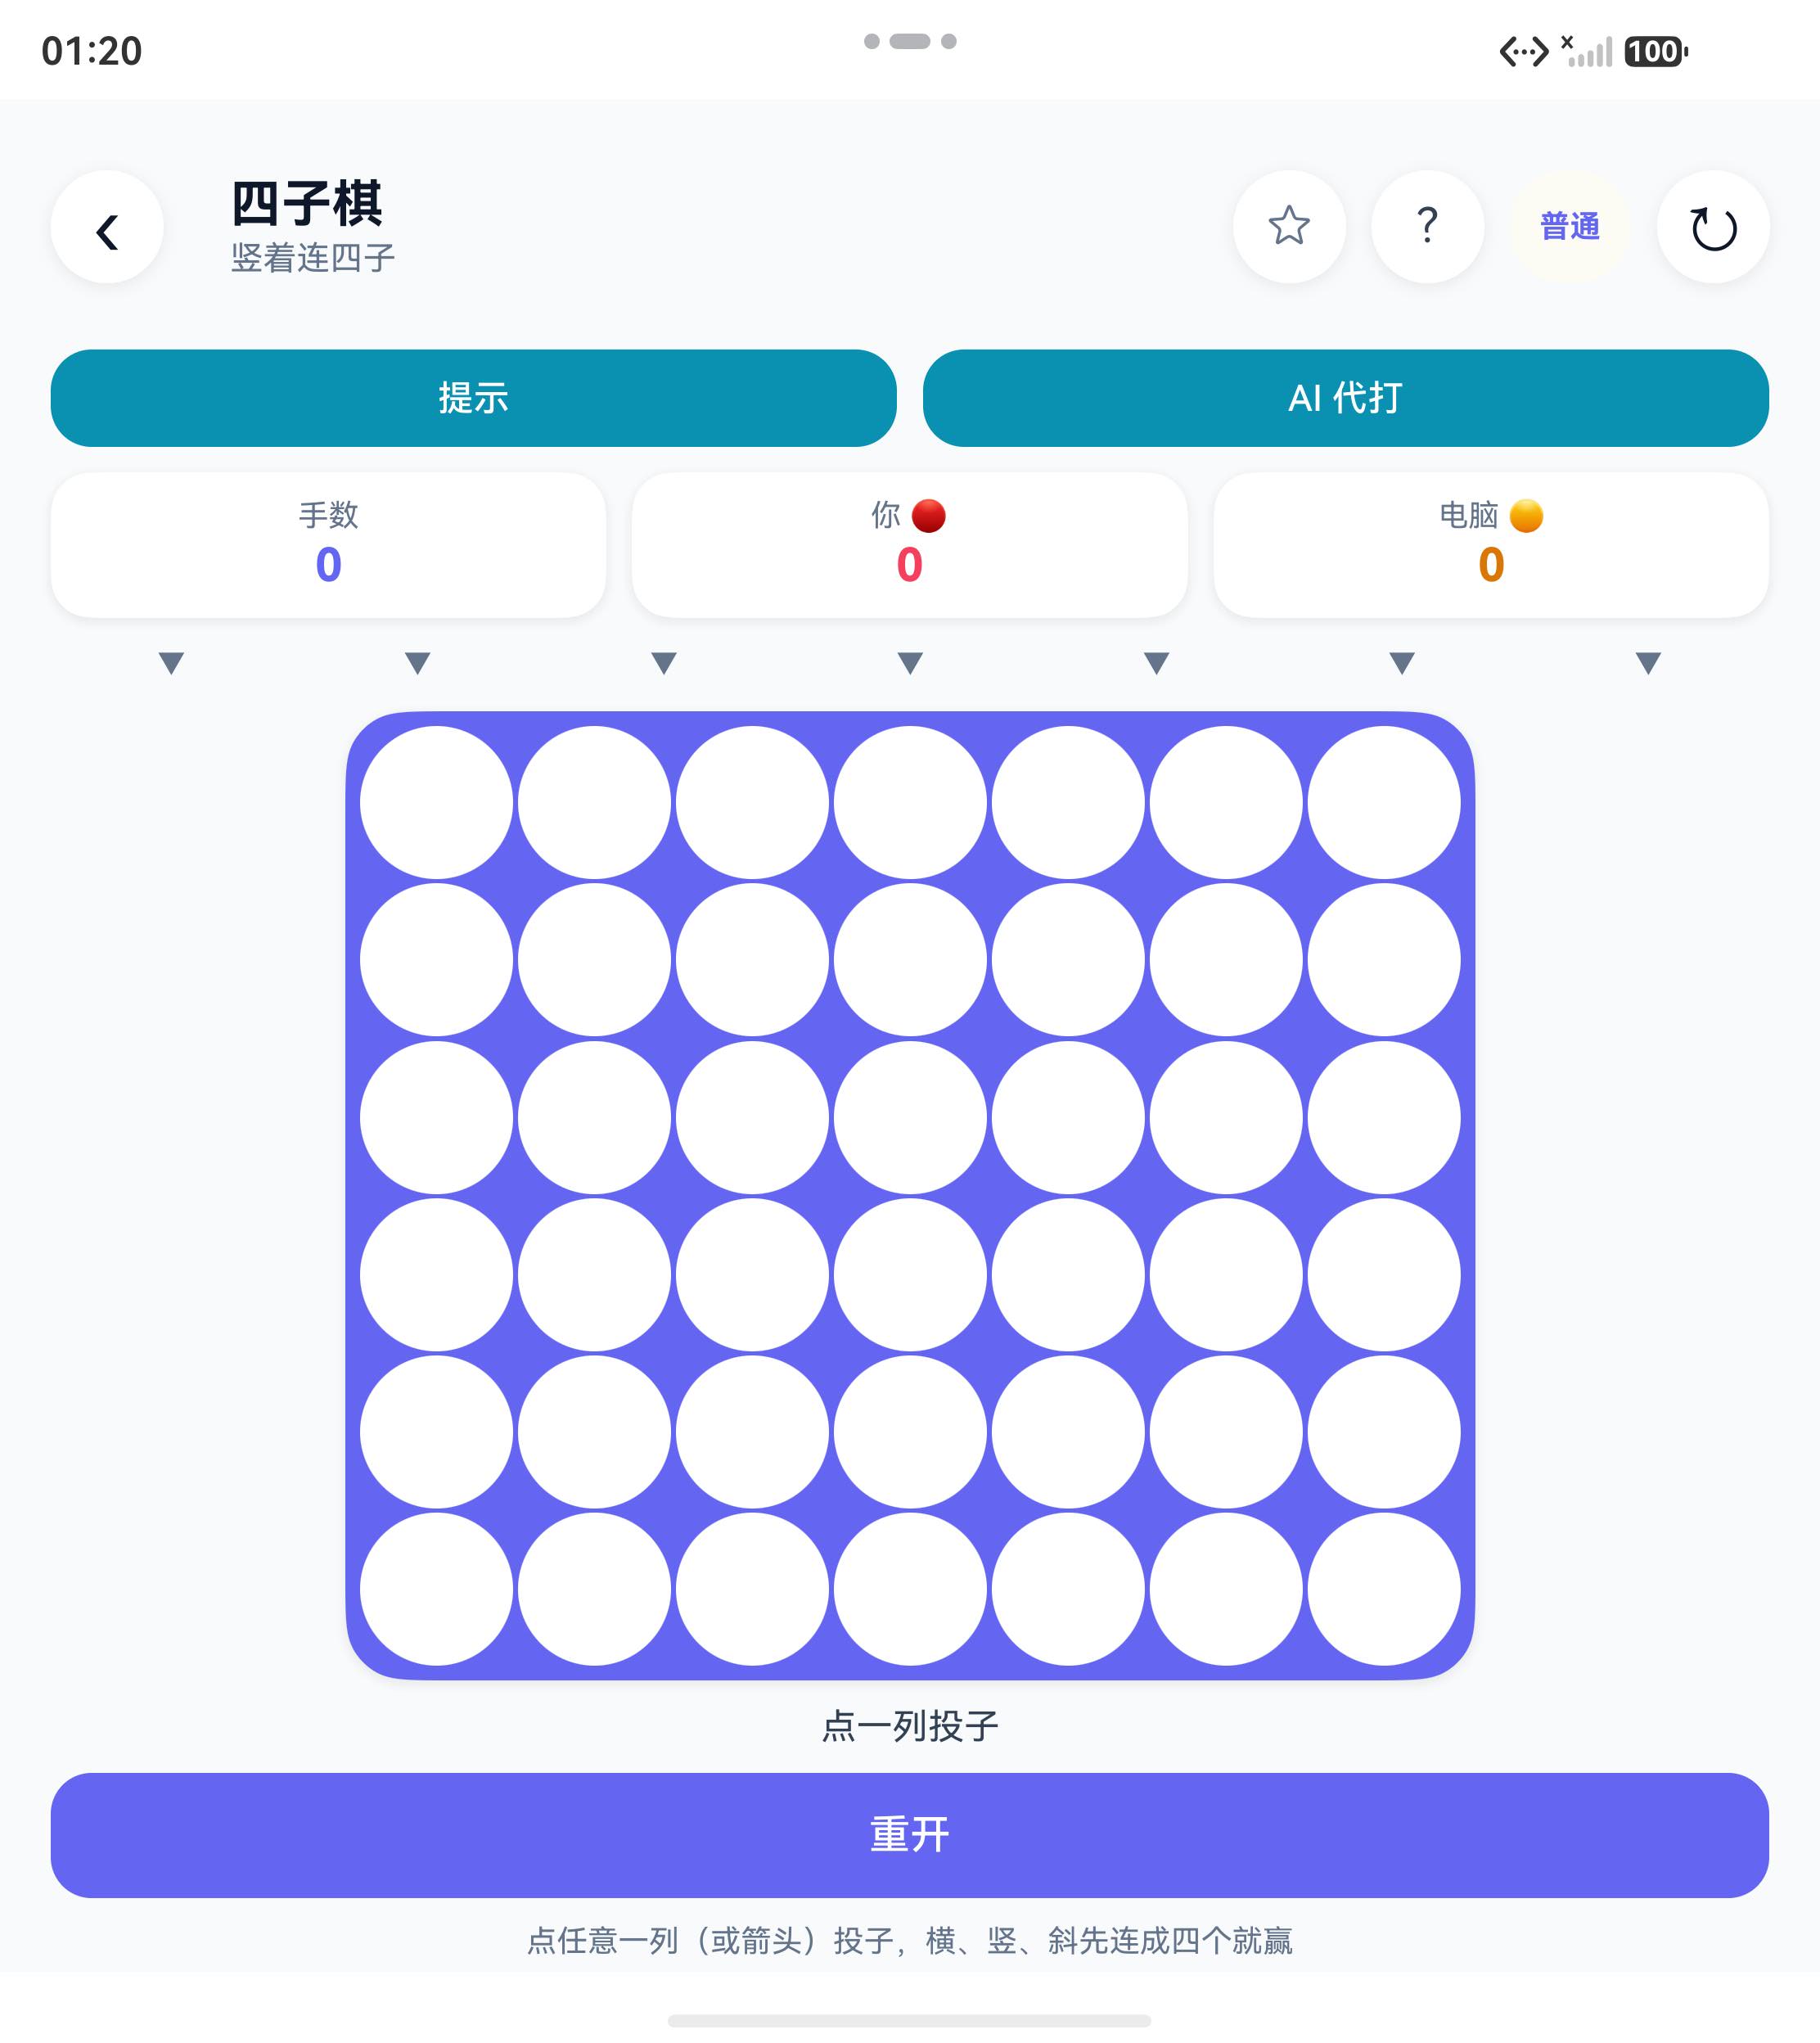 01:20
100
四子棋
竖着连四子
?
普通
提示
AI 代打
手数
0
你
0
电脑
0
点一列投子
重开
点任意一列（或箭头）投子，横、竖、斜先连成四个就赢